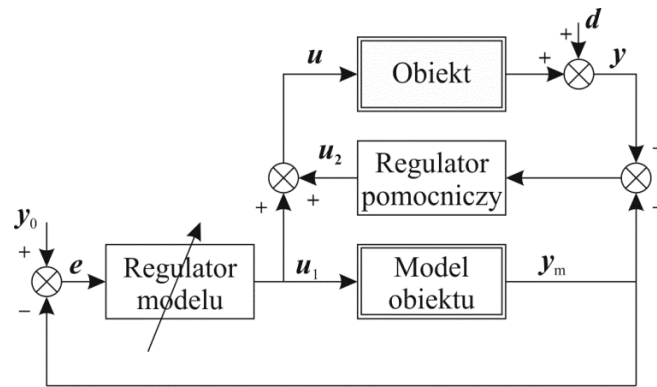 d
+
u
Obiekt
+
y
−
u₂
Regulator
pomocniczy
+
+
−
y₀
+
e
Regulator
modelu
u₁
Model
obiektu
yₘ
−